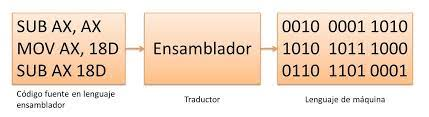 SUB AX, AX
MOV AX, 18D
SUB AX 18D
Ensamblador
0010 0001 1010
1010 1011 1000
0110 1101 0001
Código fuente en lenguaje
ensamblador
Traductor
Lenguaje de máquina